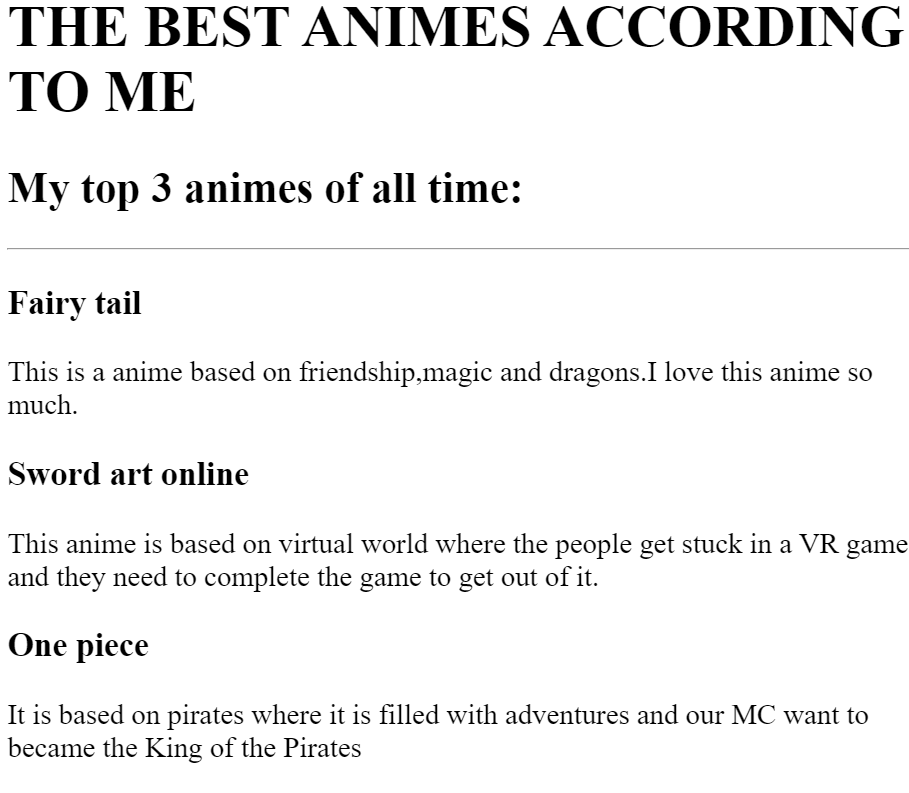 THE BEST ANIMES ACCORDING
TO ME
My top 3 animes of all time:
Fairy tail
This is a anime based on friendship,magic and dragons.I love this anime so
much.
Sword art online
This anime is based on virtual world where the people get stuck in a VR game
and they need to complete the game to get out of it.
One piece
It is based on pirates where it is filled with adventures and our MC want to
became the King of the Pirates